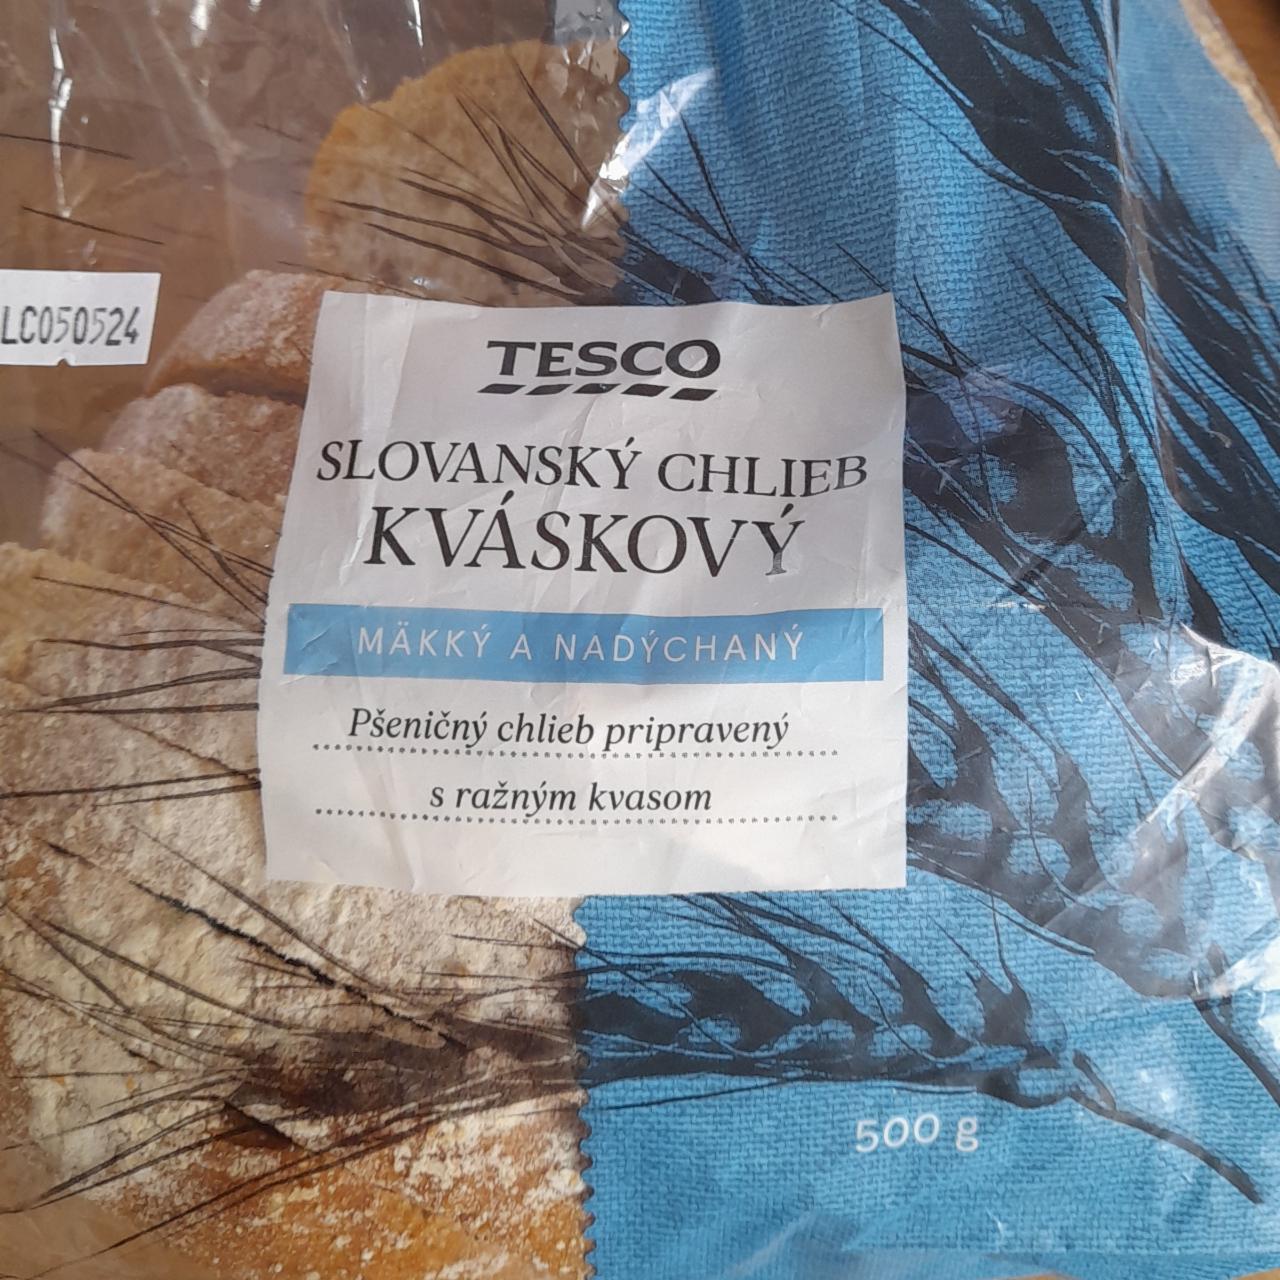 LC050524
TESCO
SLOVANSKÝ CHLIEB
KVÁSKOVÝ
MÄKKÝ A NADÝCHANÝ
Pšeničný chlieb pripravený
s ražným kvasom
500 g